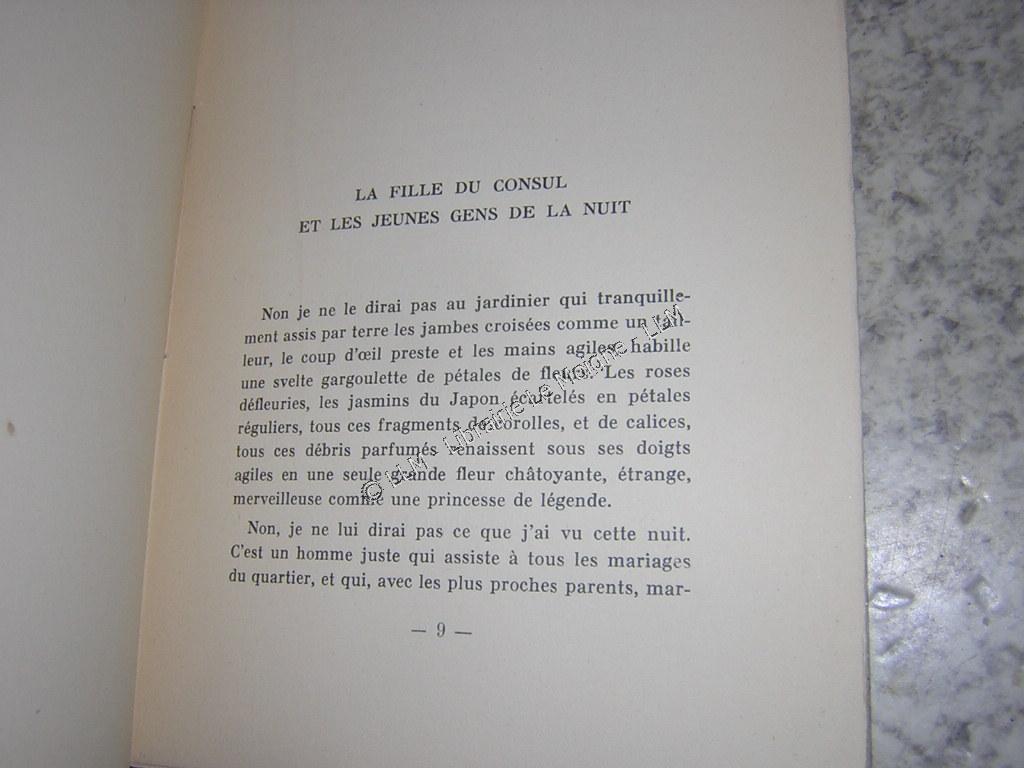 LA FILLE DU CONSUL
ET LES JEUNES GENS DE LA NUIT
Non je ne le dirai pas au jardinier qui tranquille-
ment assis par terre les jambes croisées comme un tail-
leur, le coup d'œil preste et les mains agiles, habille
une svelte gargoulette de pétales de fleurs. Les roses
défleuries, les jasmins du Japon écartelés en pétales
réguliers, tous ces fragments de corolles, et de calices,
tous ces débris parfumés renaissent sous ses doigts
agiles en une seule grande fleur châtoyante, étrange,
merveilleuse comme une princesse de légende.
Non, je ne lui dirai pas ce que j'ai vu cette nuit.
C'est un homme juste qui assiste à tous les mariages
du quartier, et qui, avec les plus proches parents, mar-
— 9 —
© LLM - Librairie Le Moigne - LLM